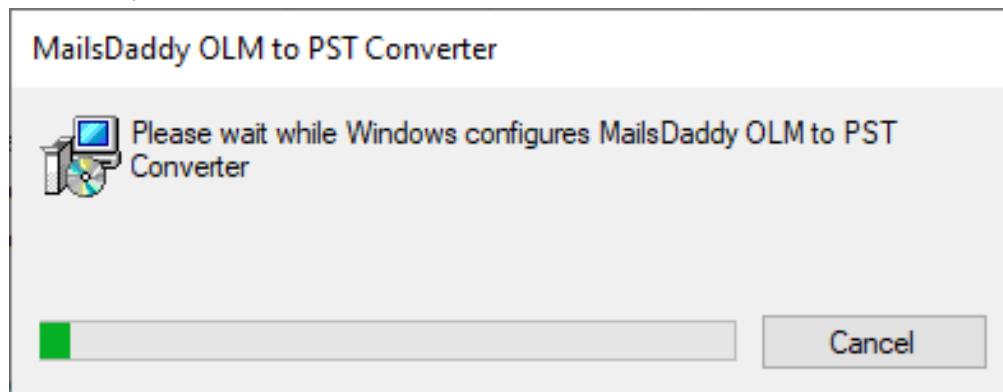 MailsDaddy OLM to PST Converter
Please wait while Windows configures MailsDaddy OLM to PST
Converter
Cancel